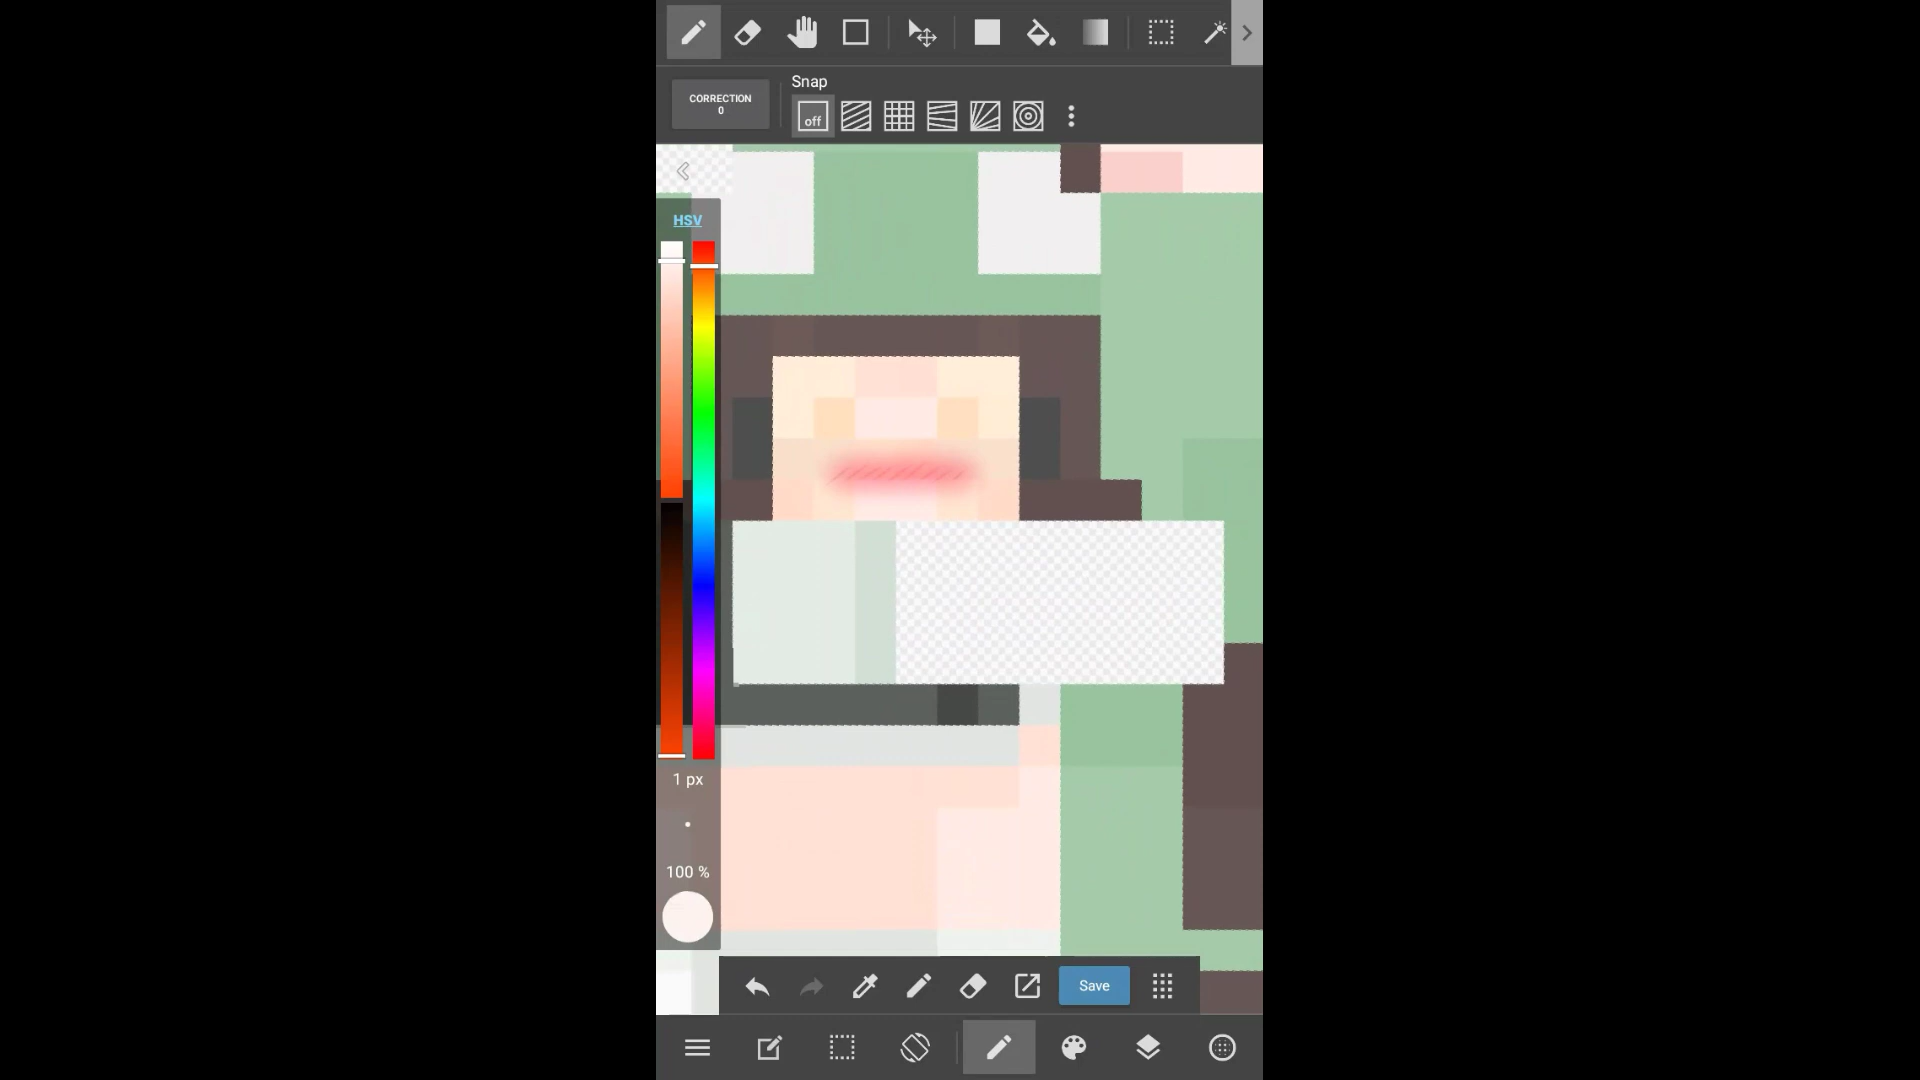 Snap
CORRECTION
0
off
HSV
1 px
100 %
Save